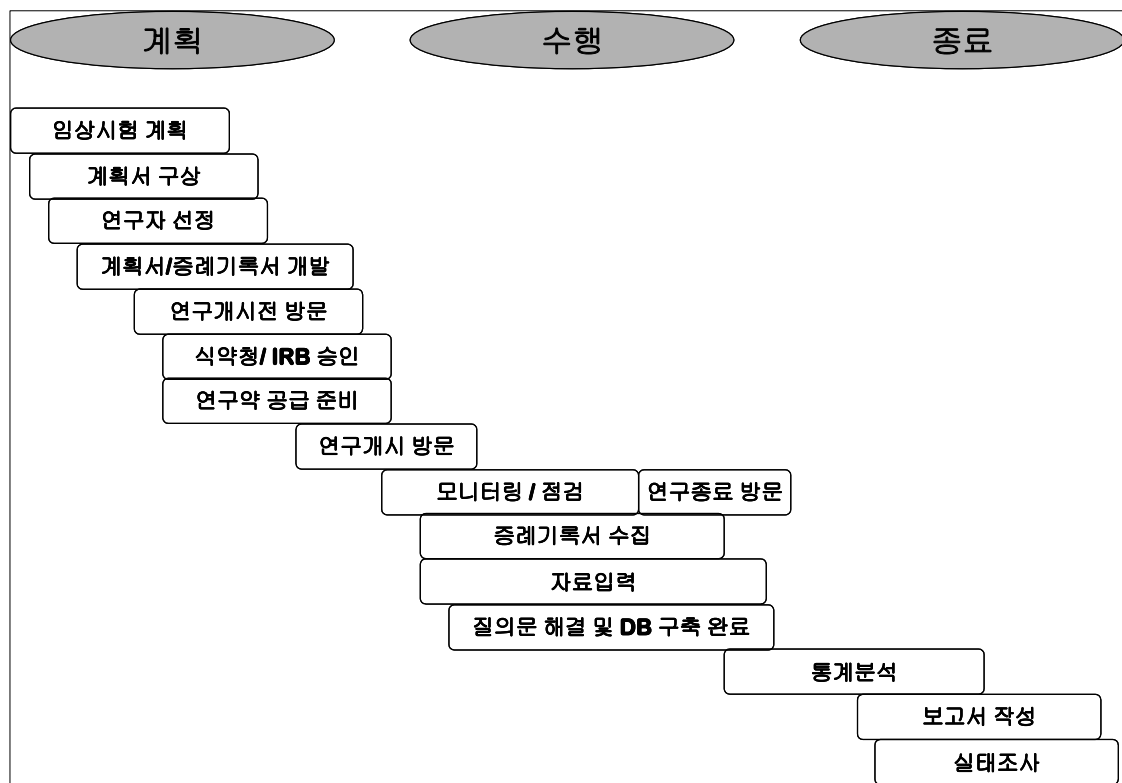 계획
수행
종료
임상시험 계획
계획서 구상
연구자 선정
계획서/증례기록서 개발
연구개시전 방문
식약청/ IRB 승인
연구약 공급 준비
연구개시 방문
모니터링 / 점검
연구종료 방문
증례기록서 수집
자료입력
질의문 해결 및 DB 구축 완료
통계분석
보고서 작성
실태조사